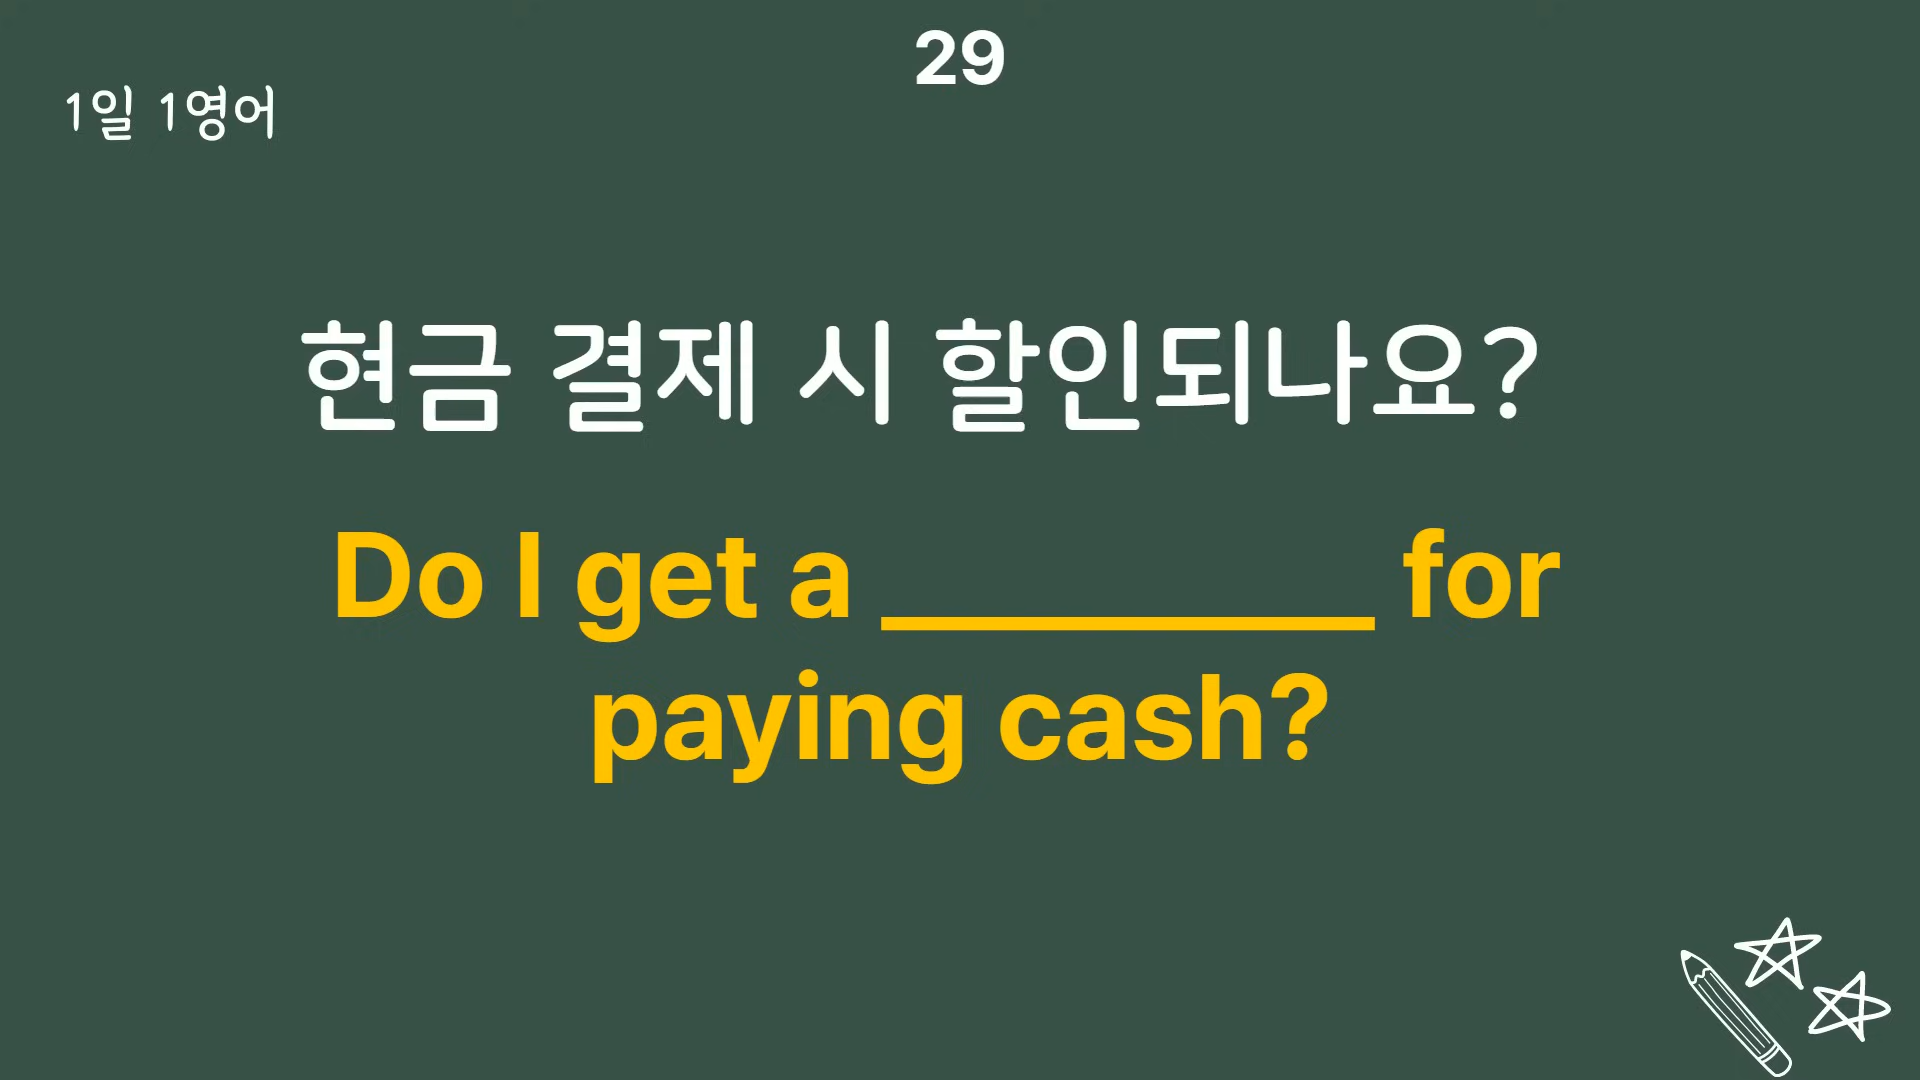 29
1일 1영어
현금 결제 시 할인되나요?
Do I get a ________ for
paying cash?